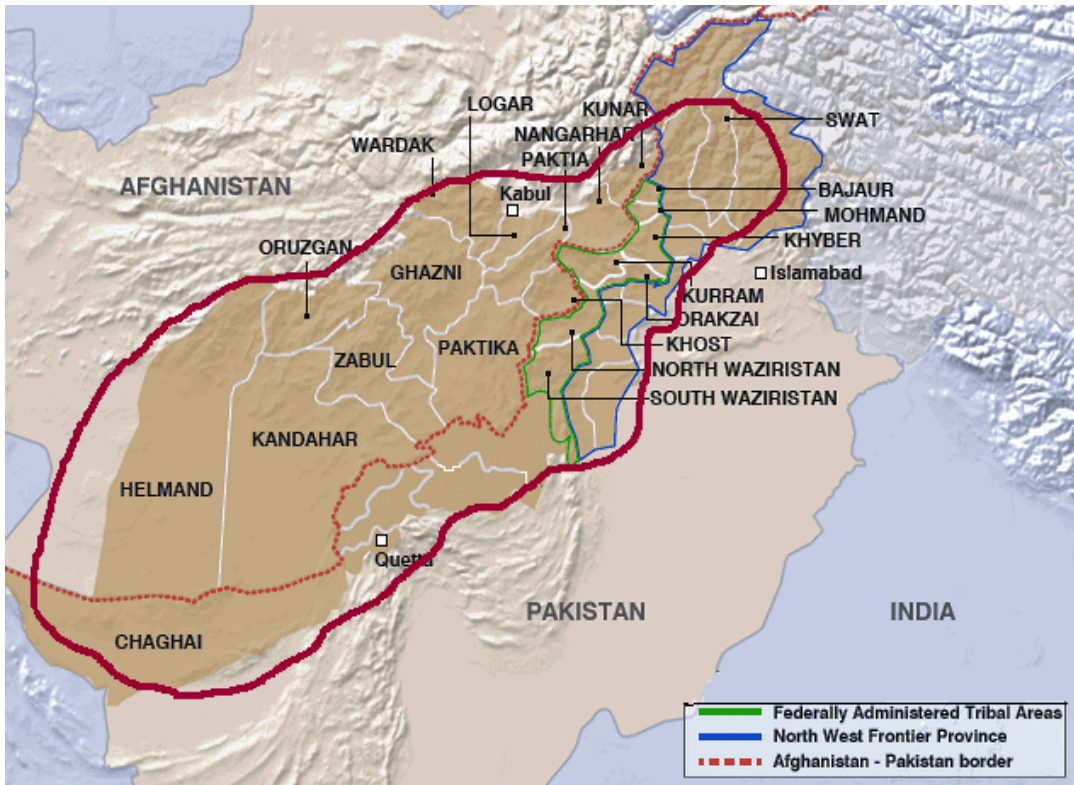 LOGAR
KUNAR
NANGARHAR
SWAT
WARDAK
PAKTIA
AFGHANISTAN
Kabul
BAJAUR
MOHMAND
ORUZGAN
KHYBER
GHAZNI
Islamabad
KURRAM
ORAKZAI
KHOST
PAKTIKA
ZABUL
NORTH WAZIRISTAN
SOUTH WAZIRISTAN
KANDAHAR
HELMAND
Quetta
PAKISTAN
INDIA
CHAGHAI
Federally Administered Tribal Areas
North West Frontier Province
Afghanistan - Pakistan border